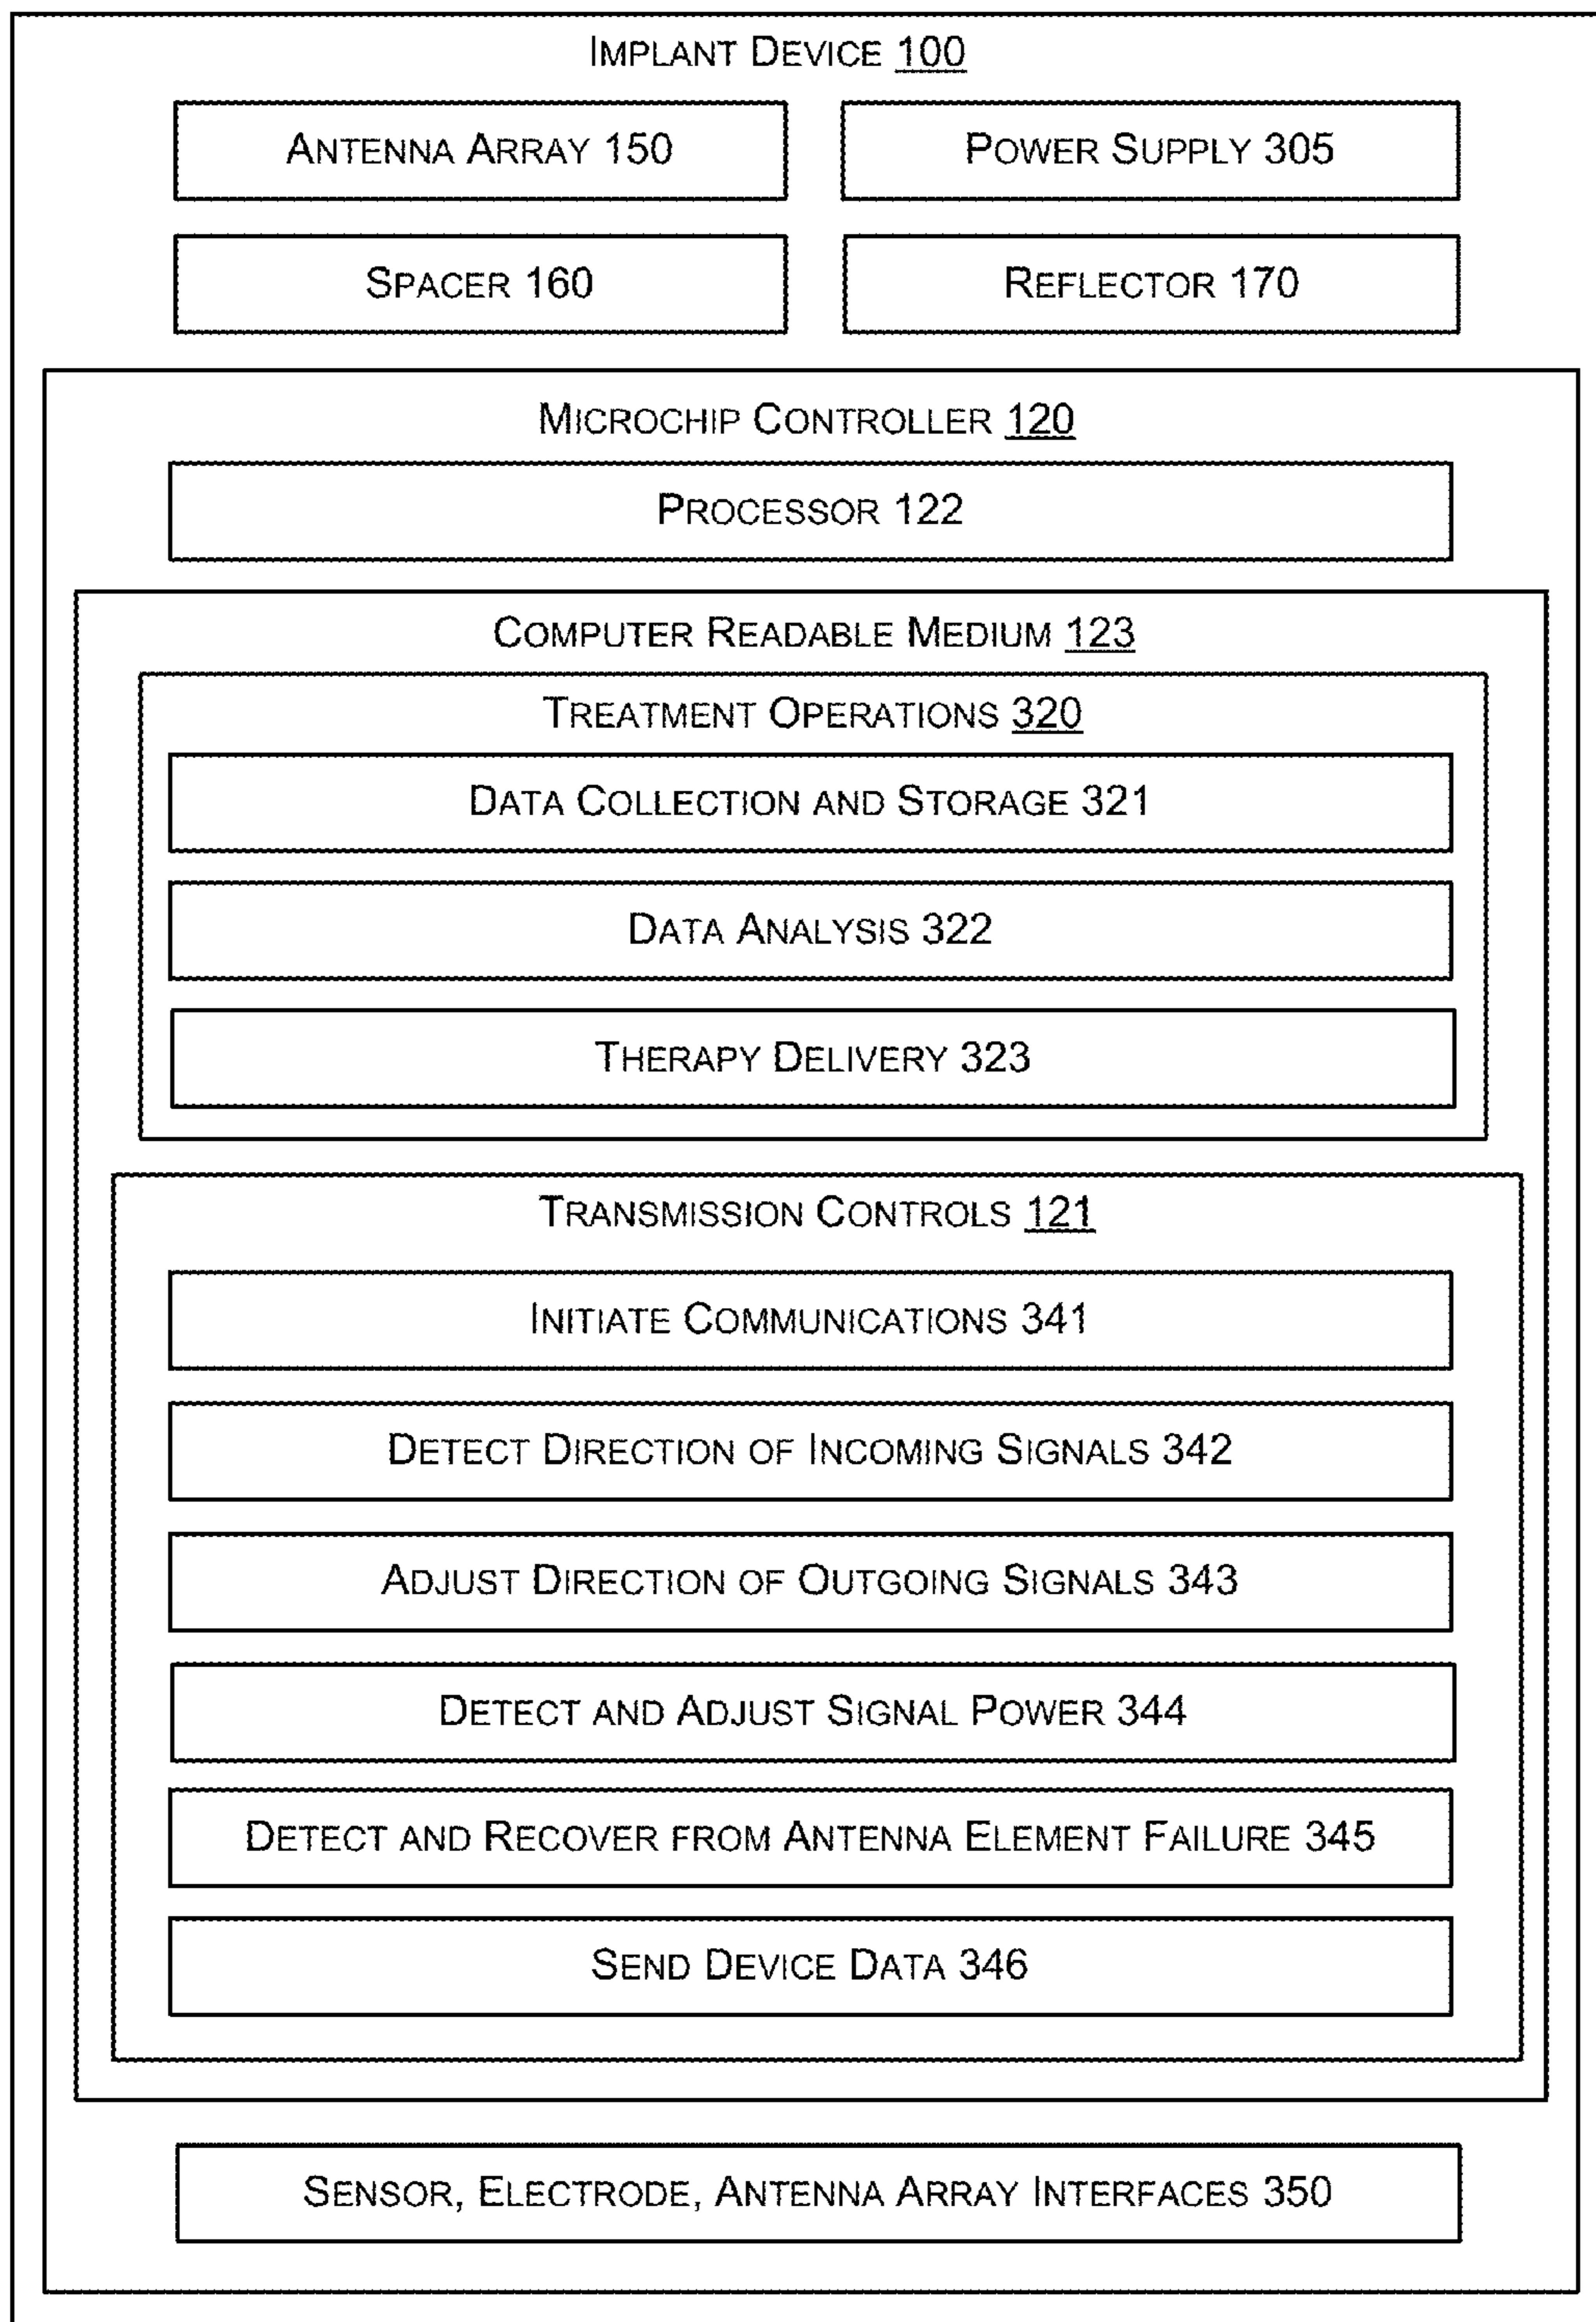 IMPLANT DEVICE 100
ANTENNA ARRAY 150
POWER SUPPLY 305
SPACER 160
REFLECTOR 170
MICROCHIP CONTROLLER 120
PROCESSOR 122
COMPUTER READABLE MEDIUM 123
TREATMENT OPERATIONS 320
DATA COLLECTION AND STORAGE 321
DATA ANALYSIS 322
THERAPY DELIVERY 323
TRANSMISSION CONTROLS 121
INITIATE COMMUNICATIONS 341
DETECT DIRECTION OF INCOMING SIGNALS 342
ADJUST DIRECTION OF OUTGOING SIGNALS 343
DETECT AND ADJUST SIGNAL POWER 344
DETECT AND RECOVER FROM ANTENNA ELEMENT FAILURE 345
SEND DEVICE DATA 346
SENSOR, ELECTRODE, ANTENNA ARRAY INTERFACES 350